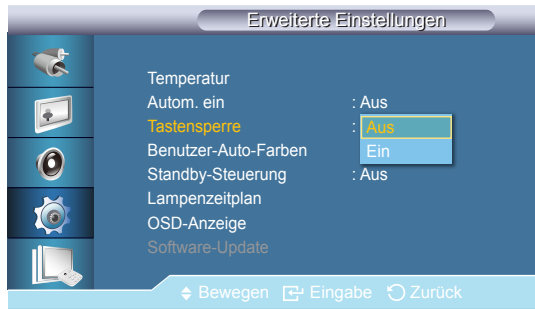 Erweiterte Einstellungen
Temperatur
Autom. ein : Aus
Tastensperre : Aus
Ein
Benutzer-Auto-Farben
Standby-Steuerung : Aus
Lampenzeitplan
OSD-Anzeige
Software-Update
Bewegen Eingabe Zurück